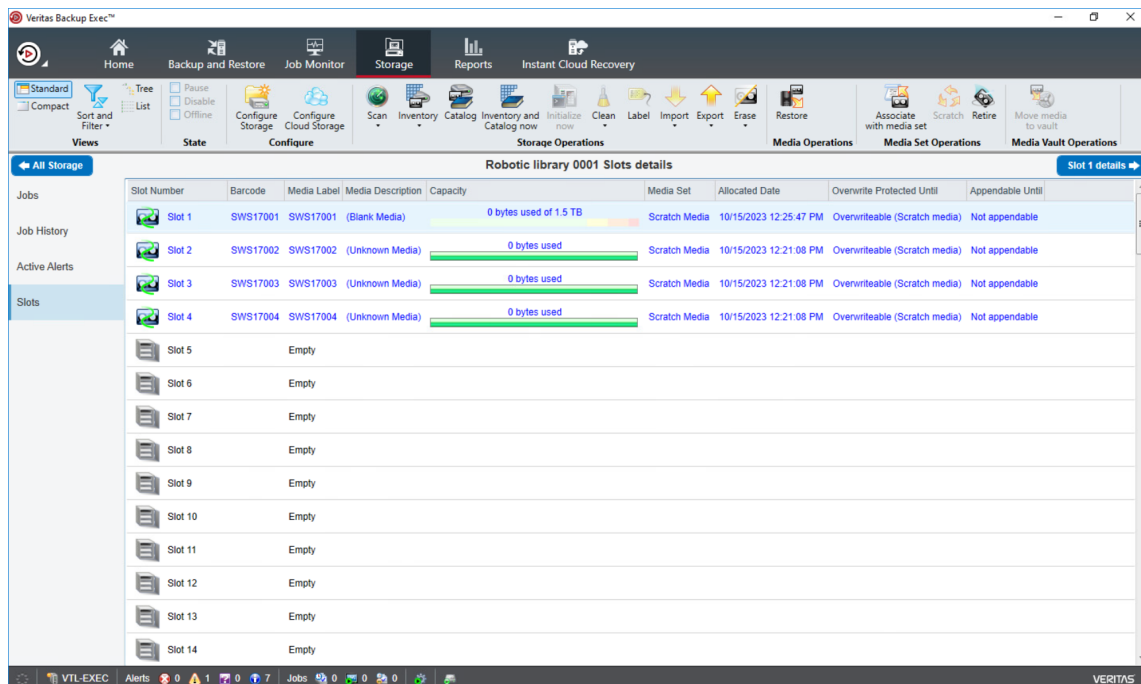 Veritas Backup Exec™
Home Backup and Restore Job Monitor Storage Reports Instant Cloud Recovery
Standard
Compact
Sort and Filter
Tree
List
Views
Pause
Disable
Offline
State
Configure Storage
Configure Cloud Storage
Configure
Scan
Inventory
Catalog
Inventory and Catalog now
Initialize now
Clean
Label
Import
Export
Erase
Storage Operations
Restore
Media Operations
Associate with media set
Scratch
Retire
Media Set Operations
Move media to vault
Media Vault Operations
All Storage
Robotic library 0001 Slots details
Slot 1 details
Jobs
Job History
Active Alerts
Slots
Slot Number Barcode Media Label Media Description Capacity Media Set Allocated Date Overwrite Protected Until Appendable Until
Slot 1 SWS17001 SWS17001 (Blank Media) 0 bytes used of 1.5 TB Scratch Media 10/15/2023 12:25:47 PM Overwriteable (Scratch media) Not appendable
Slot 2 SWS17002 SWS17002 (Unknown Media) 0 bytes used Scratch Media 10/15/2023 12:21:08 PM Overwriteable (Scratch media) Not appendable
Slot 3 SWS17003 SWS17003 (Unknown Media) 0 bytes used Scratch Media 10/15/2023 12:21:08 PM Overwriteable (Scratch media) Not appendable
Slot 4 SWS17004 SWS17004 (Unknown Media) 0 bytes used Scratch Media 10/15/2023 12:21:08 PM Overwriteable (Scratch media) Not appendable
Slot 5 Empty
Slot 6 Empty
Slot 7 Empty
Slot 8 Empty
Slot 9 Empty
Slot 10 Empty
Slot 11 Empty
Slot 12 Empty
Slot 13 Empty
Slot 14 Empty
VTL-EXEC Alerts 0 1 0 7 Jobs 0 0 0 VERITAS